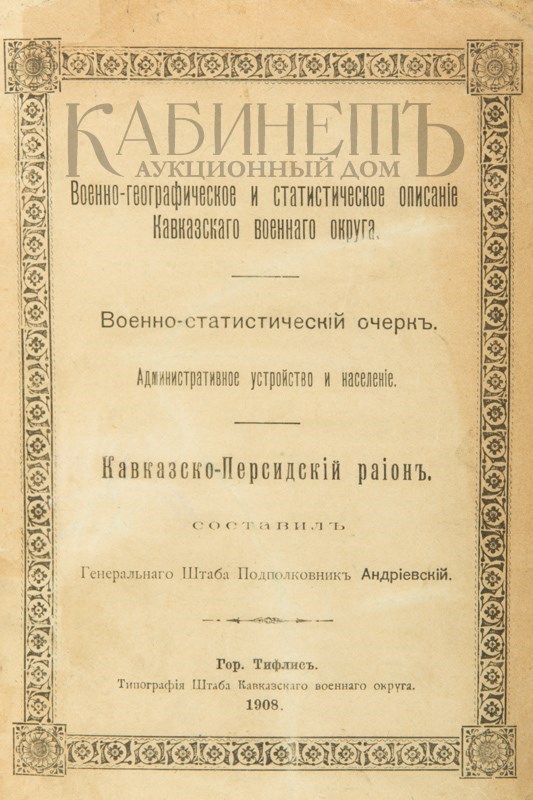 КАБИНЕТЪ
АУКЦИОННЫЙ ДОМ
Военно-географическое и статистическое описаніе
Кавказскаго военнаго округа.
Военно-статистическій очеркъ.
Административное устройство и населеніе.
Кавказско-Персидскій раіонъ.
СОСТАВИЛЪ
Генеральнаго Штаба Подполковникъ Андріевскій.
Гор. Тифлисъ.
Типографія Штаба Кавказскаго военнаго округа.
1908.